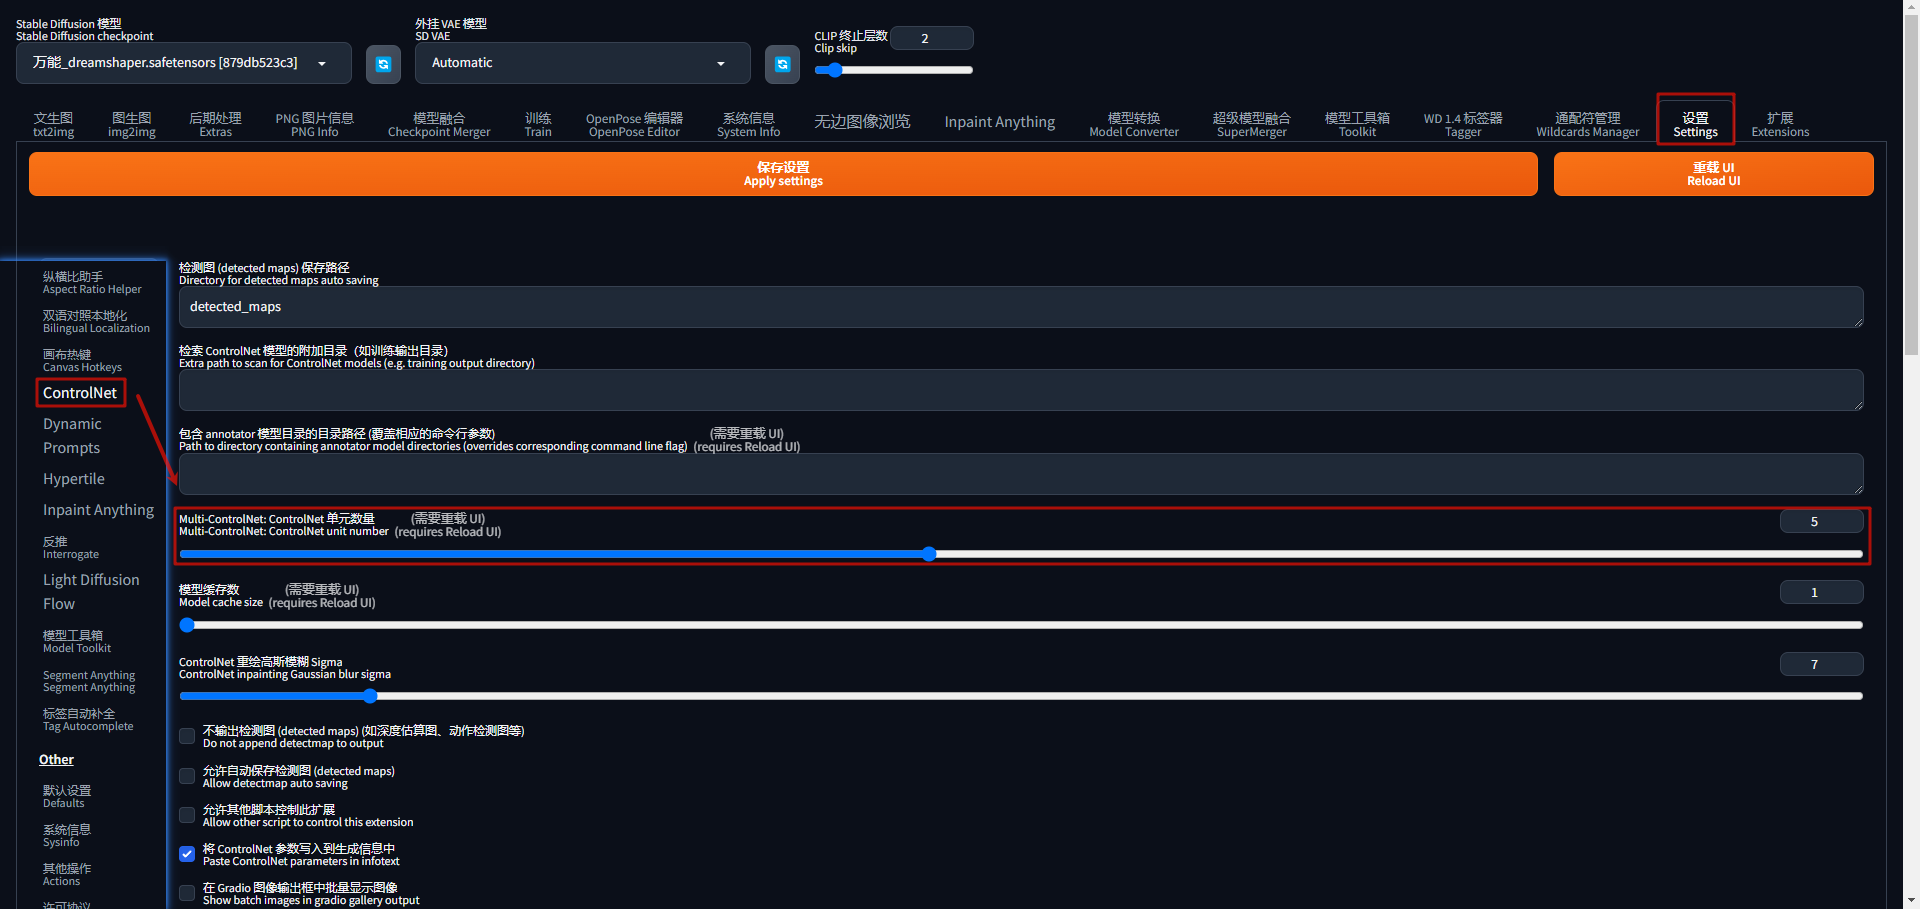 Stable Diffusion 模型
Stable Diffusion checkpoint
万能_dreamshaper.safetensors [879db523c3]
外挂 VAE 模型
SD VAE
Automatic
CLIP 终止层数
Clip skip
2
文生图
txt2img
图生图
img2img
后期处理
Extras
PNG 图片信息
PNG Info
模型融合
Checkpoint Merger
训练
Train
OpenPose 编辑器
OpenPose Editor
系统信息
System Info
无边图像浏览
Inpaint Anything
模型转换
Model Converter
超级模型融合
SuperMerger
模型工具箱
Toolkit
WD 1.4 标签器
Tagger
通配符管理
Wildcards Manager
设置
Settings
扩展
Extensions
保存设置
Apply settings
重载 UI
Reload UI
纵横比助手
Aspect Ratio Helper
双语对照本地化
Bilingual Localization
画布热键
Canvas Hotkeys
ControlNet
Dynamic
Prompts
Hypertile
Inpaint Anything
反推
Interrogate
Light Diffusion
Flow
模型工具箱
Model Toolkit
Segment Anything
Segment Anything
标签自动补全
Tag Autocomplete
Other
默认设置
Defaults
系统信息
Sysinfo
其他操作
Actions
许可协议
检测图 (detected maps) 保存路径
Directory for detected maps auto saving
detected_maps
检索 ControlNet 模型的附加目录（如训练输出目录）
Extra path to scan for ControlNet models (e.g. training output directory)
包含 annotator 模型目录的目录路径 (覆盖相应的命令行参数) (需要重载 UI)
Path to directory containing annotator model directories (overrides corresponding command line flag) (requires Reload UI)
Multi-ControlNet: ControlNet 单元数量 (需要重载 UI)
Multi-ControlNet: ControlNet unit number (requires Reload UI)
5
模型缓存数 (需要重载 UI)
Model cache size (requires Reload UI)
1
ControlNet 重绘高斯模糊 Sigma
ControlNet inpainting Gaussian blur sigma
7
不输出检测图 (detected maps) (如深度估算图、动作检测图等)
Do not append detectmap to output
允许自动保存检测图 (detected maps)
Allow detectmap auto saving
允许其他脚本控制此扩展
Allow other script to control this extension
将 ControlNet 参数写入到生成信息中
Paste ControlNet parameters in infotext
在 Gradio 图像输出框中批量显示图像
Show batch images in gradio gallery output